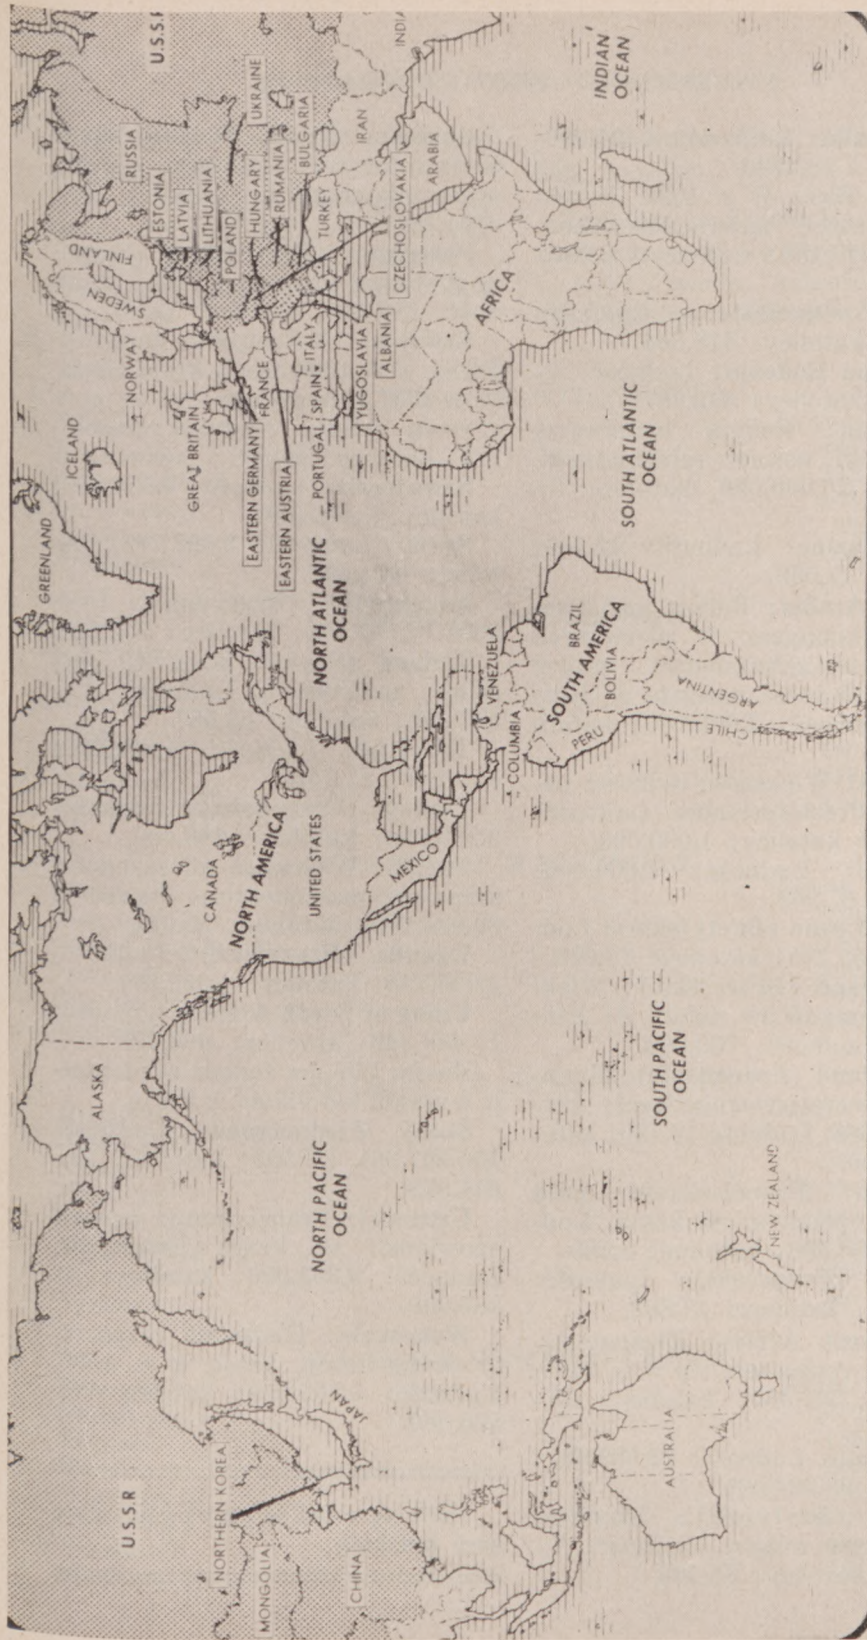 U.S.S.R
NORTHERN KOREA
MONGOLIA
CHINA
JAPAN
AUSTRALIA
NEW ZEALAND
NORTH PACIFIC
OCEAN
SOUTH PACIFIC
OCEAN
ALASKA
CANADA
NORTH AMERICA
UNITED STATES
MEXICO
GREENLAND
ICELAND
NORTH ATLANTIC
OCEAN
VENEZUELA
COLUMBIA
BRAZIL
SOUTH AMERICA
BOLIVIA
PERU
ARGENTINA
CHILE
SOUTH ATLANTIC
OCEAN
NORWAY
SWEDEN
FINLAND
GREAT BRITAIN
FRANCE
PORTUGAL
SPAIN
ITALY
EASTERN GERMANY
EASTERN AUSTRIA
YUGOSLAVIA
ALBANIA
RUSSIA
ESTONIA
LATVIA
LITHUANIA
POLAND
UKRAINE
HUNGARY
RUMANIA
BULGARIA
CZECHOSLOVAKIA
TURKEY
IRAN
ARABIA
AFRICA
U.S.S.R
INDI
INDIAN
OCEAN